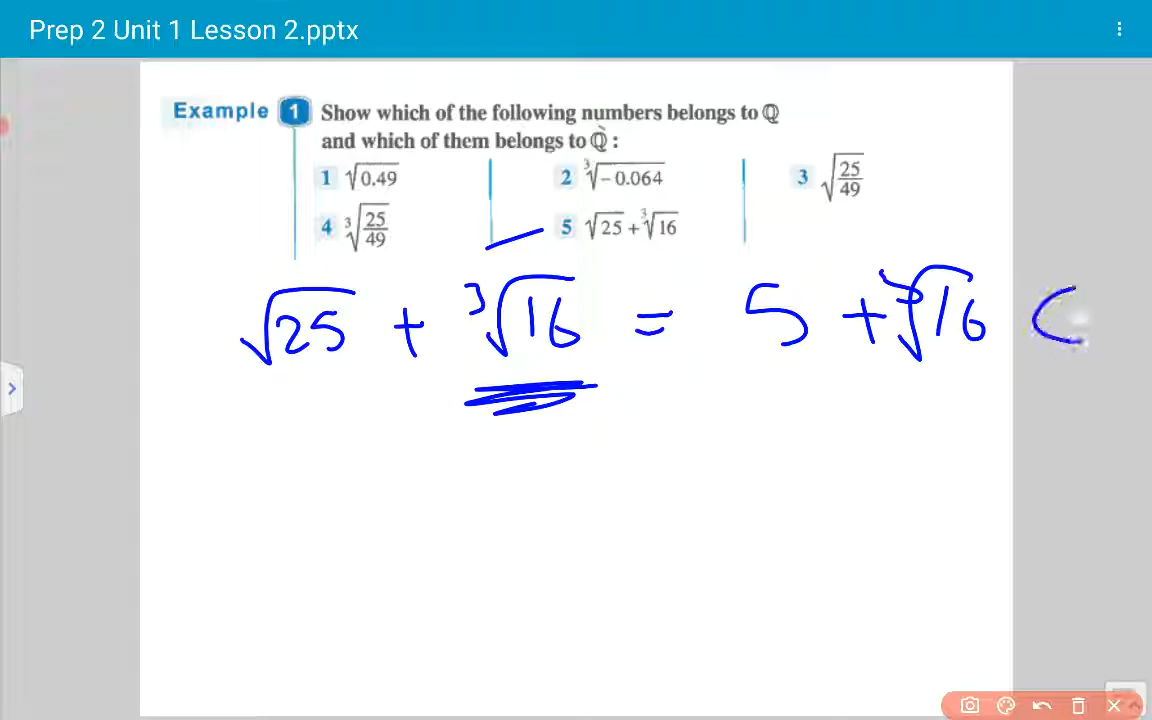 Prep 2 Unit 1 Lesson 2.pptx
Example 1 Show which of the following numbers belongs to ℚ
and which of them belongs to ℚ̀ :
1 √0.49 2 ∛-0.064 3 √(25/49)
4 ∛(25/49) 5 √25 + ∛16
√25 + ∛16 = 5 + ∛16